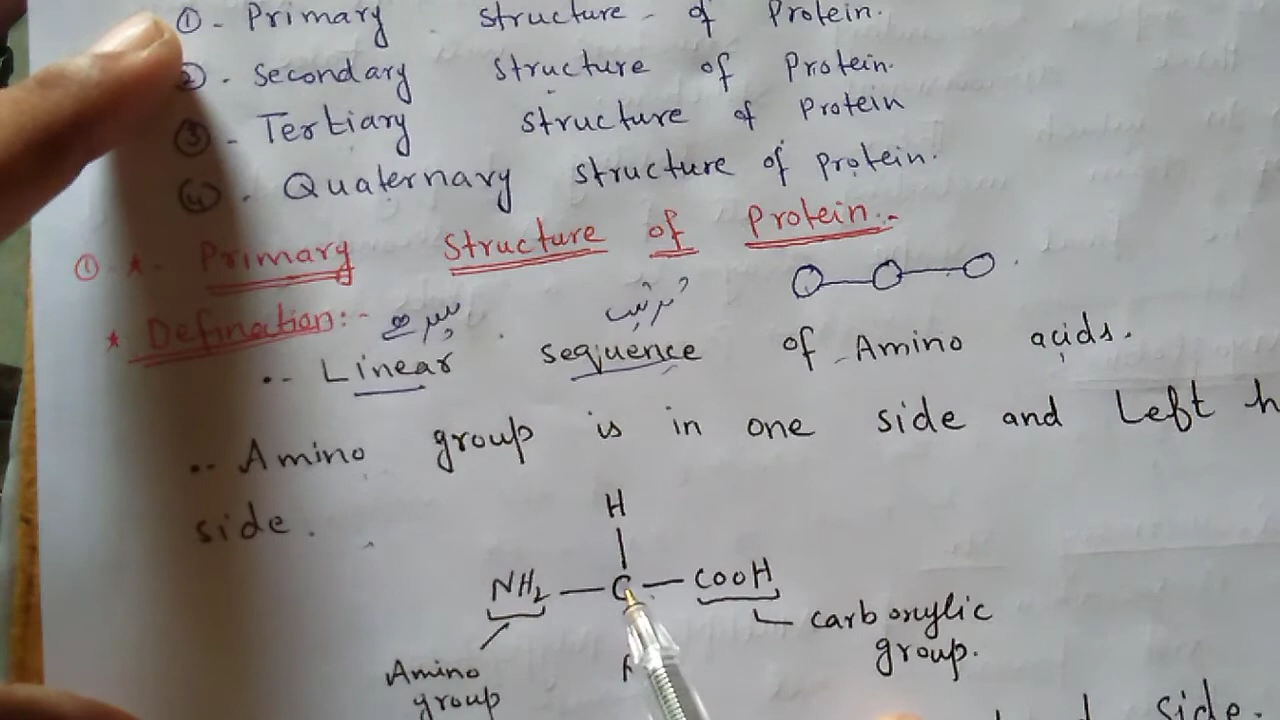 ① - Primary structure - of Protein.
② - Secondary structure of Protein.
③ - Tertiary structure of Protein
④ - Quaternary structure of protein.
① * - Primary structure of Protein:-
* Defination:-
ترتیب
.. Linear sequence of Amino acids.
.. Amino group is in one side and Left h
side.
H
NH₂ — C — COOH
carboxylic
group.
Amino
group
side.